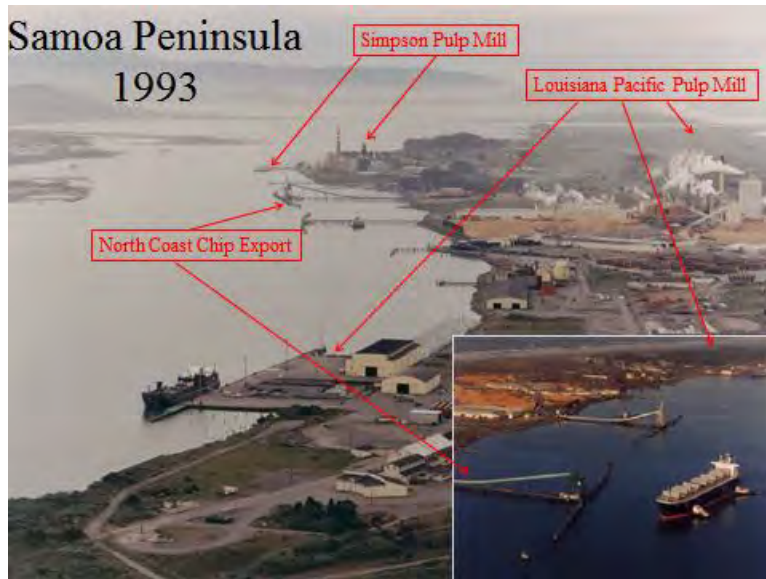 Samoa Peninsula
1993
Simpson Pulp Mill
Louisiana Pacific Pulp Mill
North Coast Chip Export